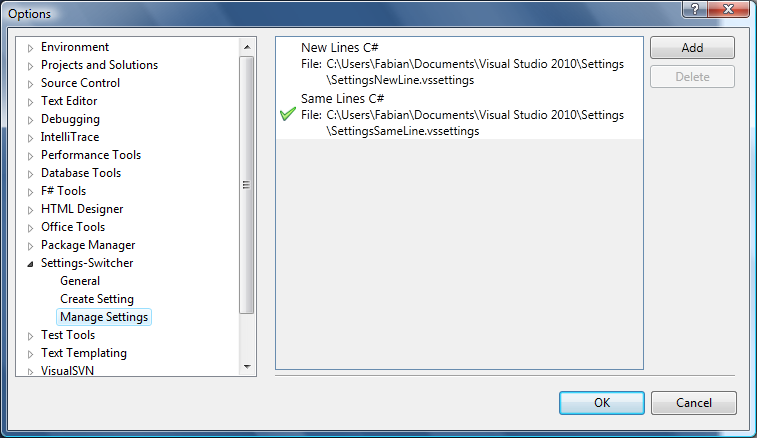 Options
Environment
Projects and Solutions
Source Control
Text Editor
Debugging
IntelliTrace
Performance Tools
Database Tools
F# Tools
HTML Designer
Office Tools
Package Manager
Settings-Switcher
General
Create Setting
Manage Settings
Test Tools
Text Templating
VisualSVN
New Lines C#
File: C:\Users\Fabian\Documents\Visual Studio 2010\Settings
\SettingsNewLine.vssettings
Same Lines C#
File: C:\Users\Fabian\Documents\Visual Studio 2010\Settings
\SettingsSameLine.vssettings
Add
Delete
OK
Cancel